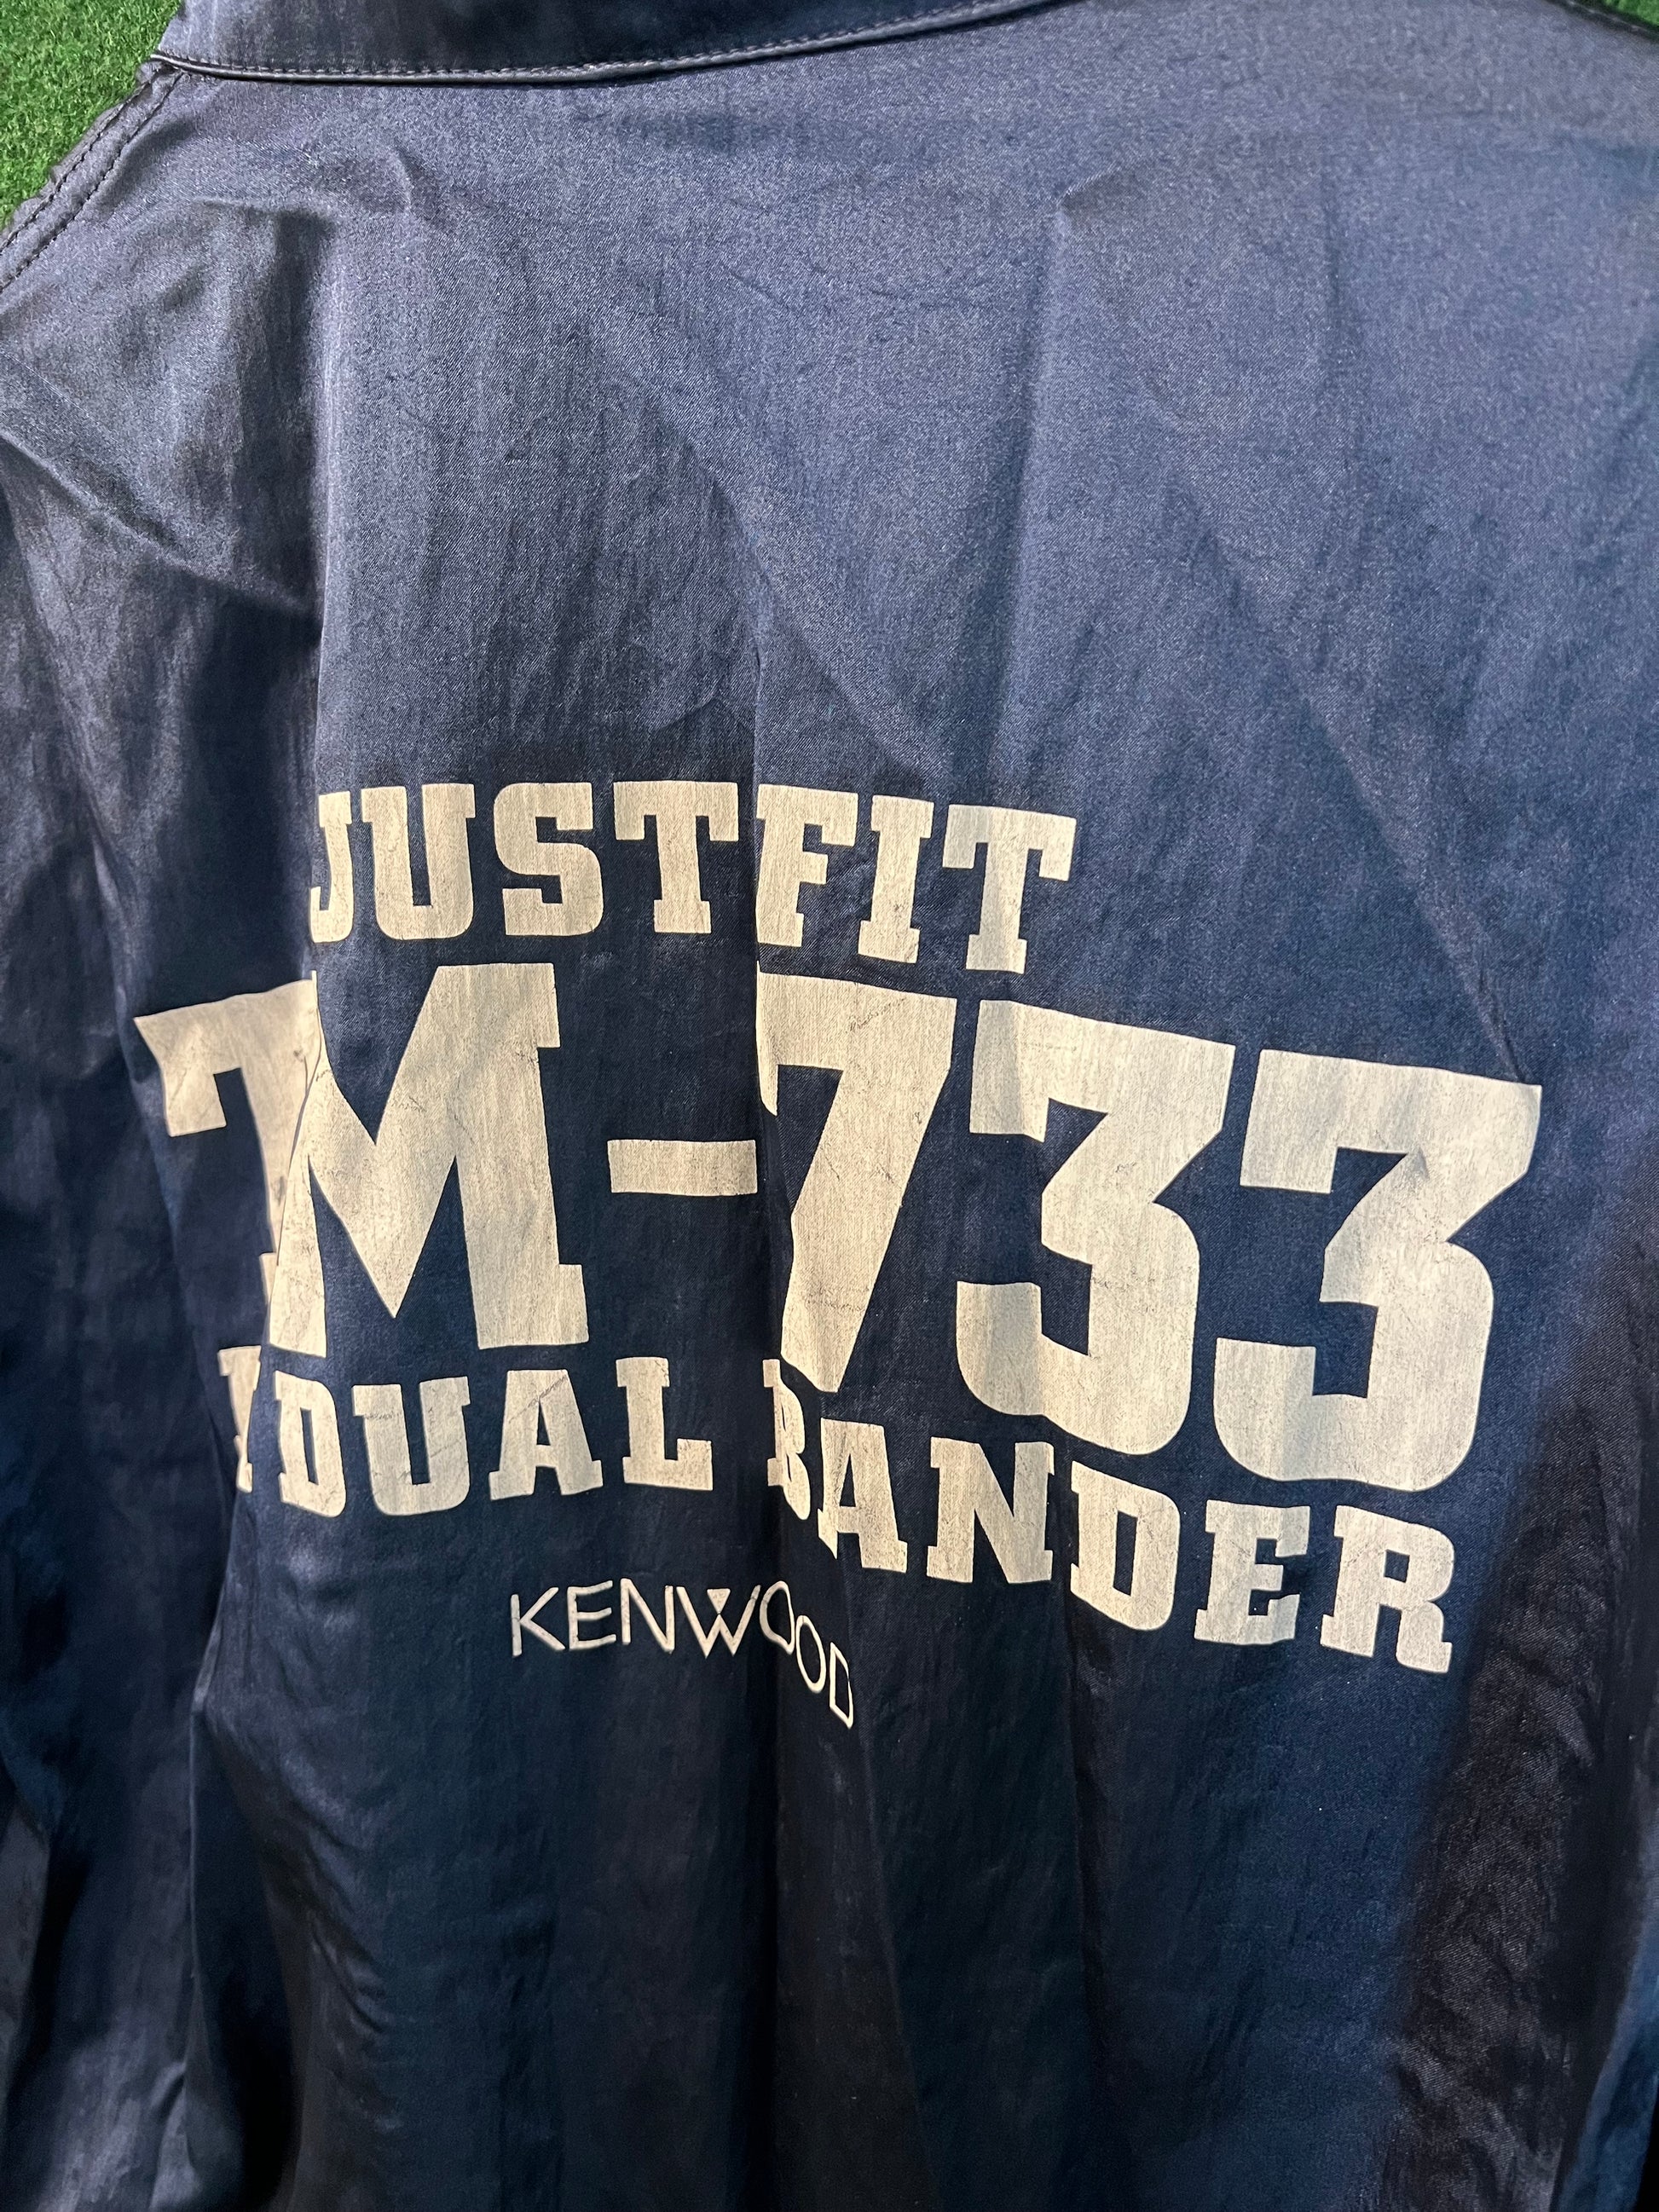 JUSTFIT
TM-733
DUAL BANDER
KENWOOD